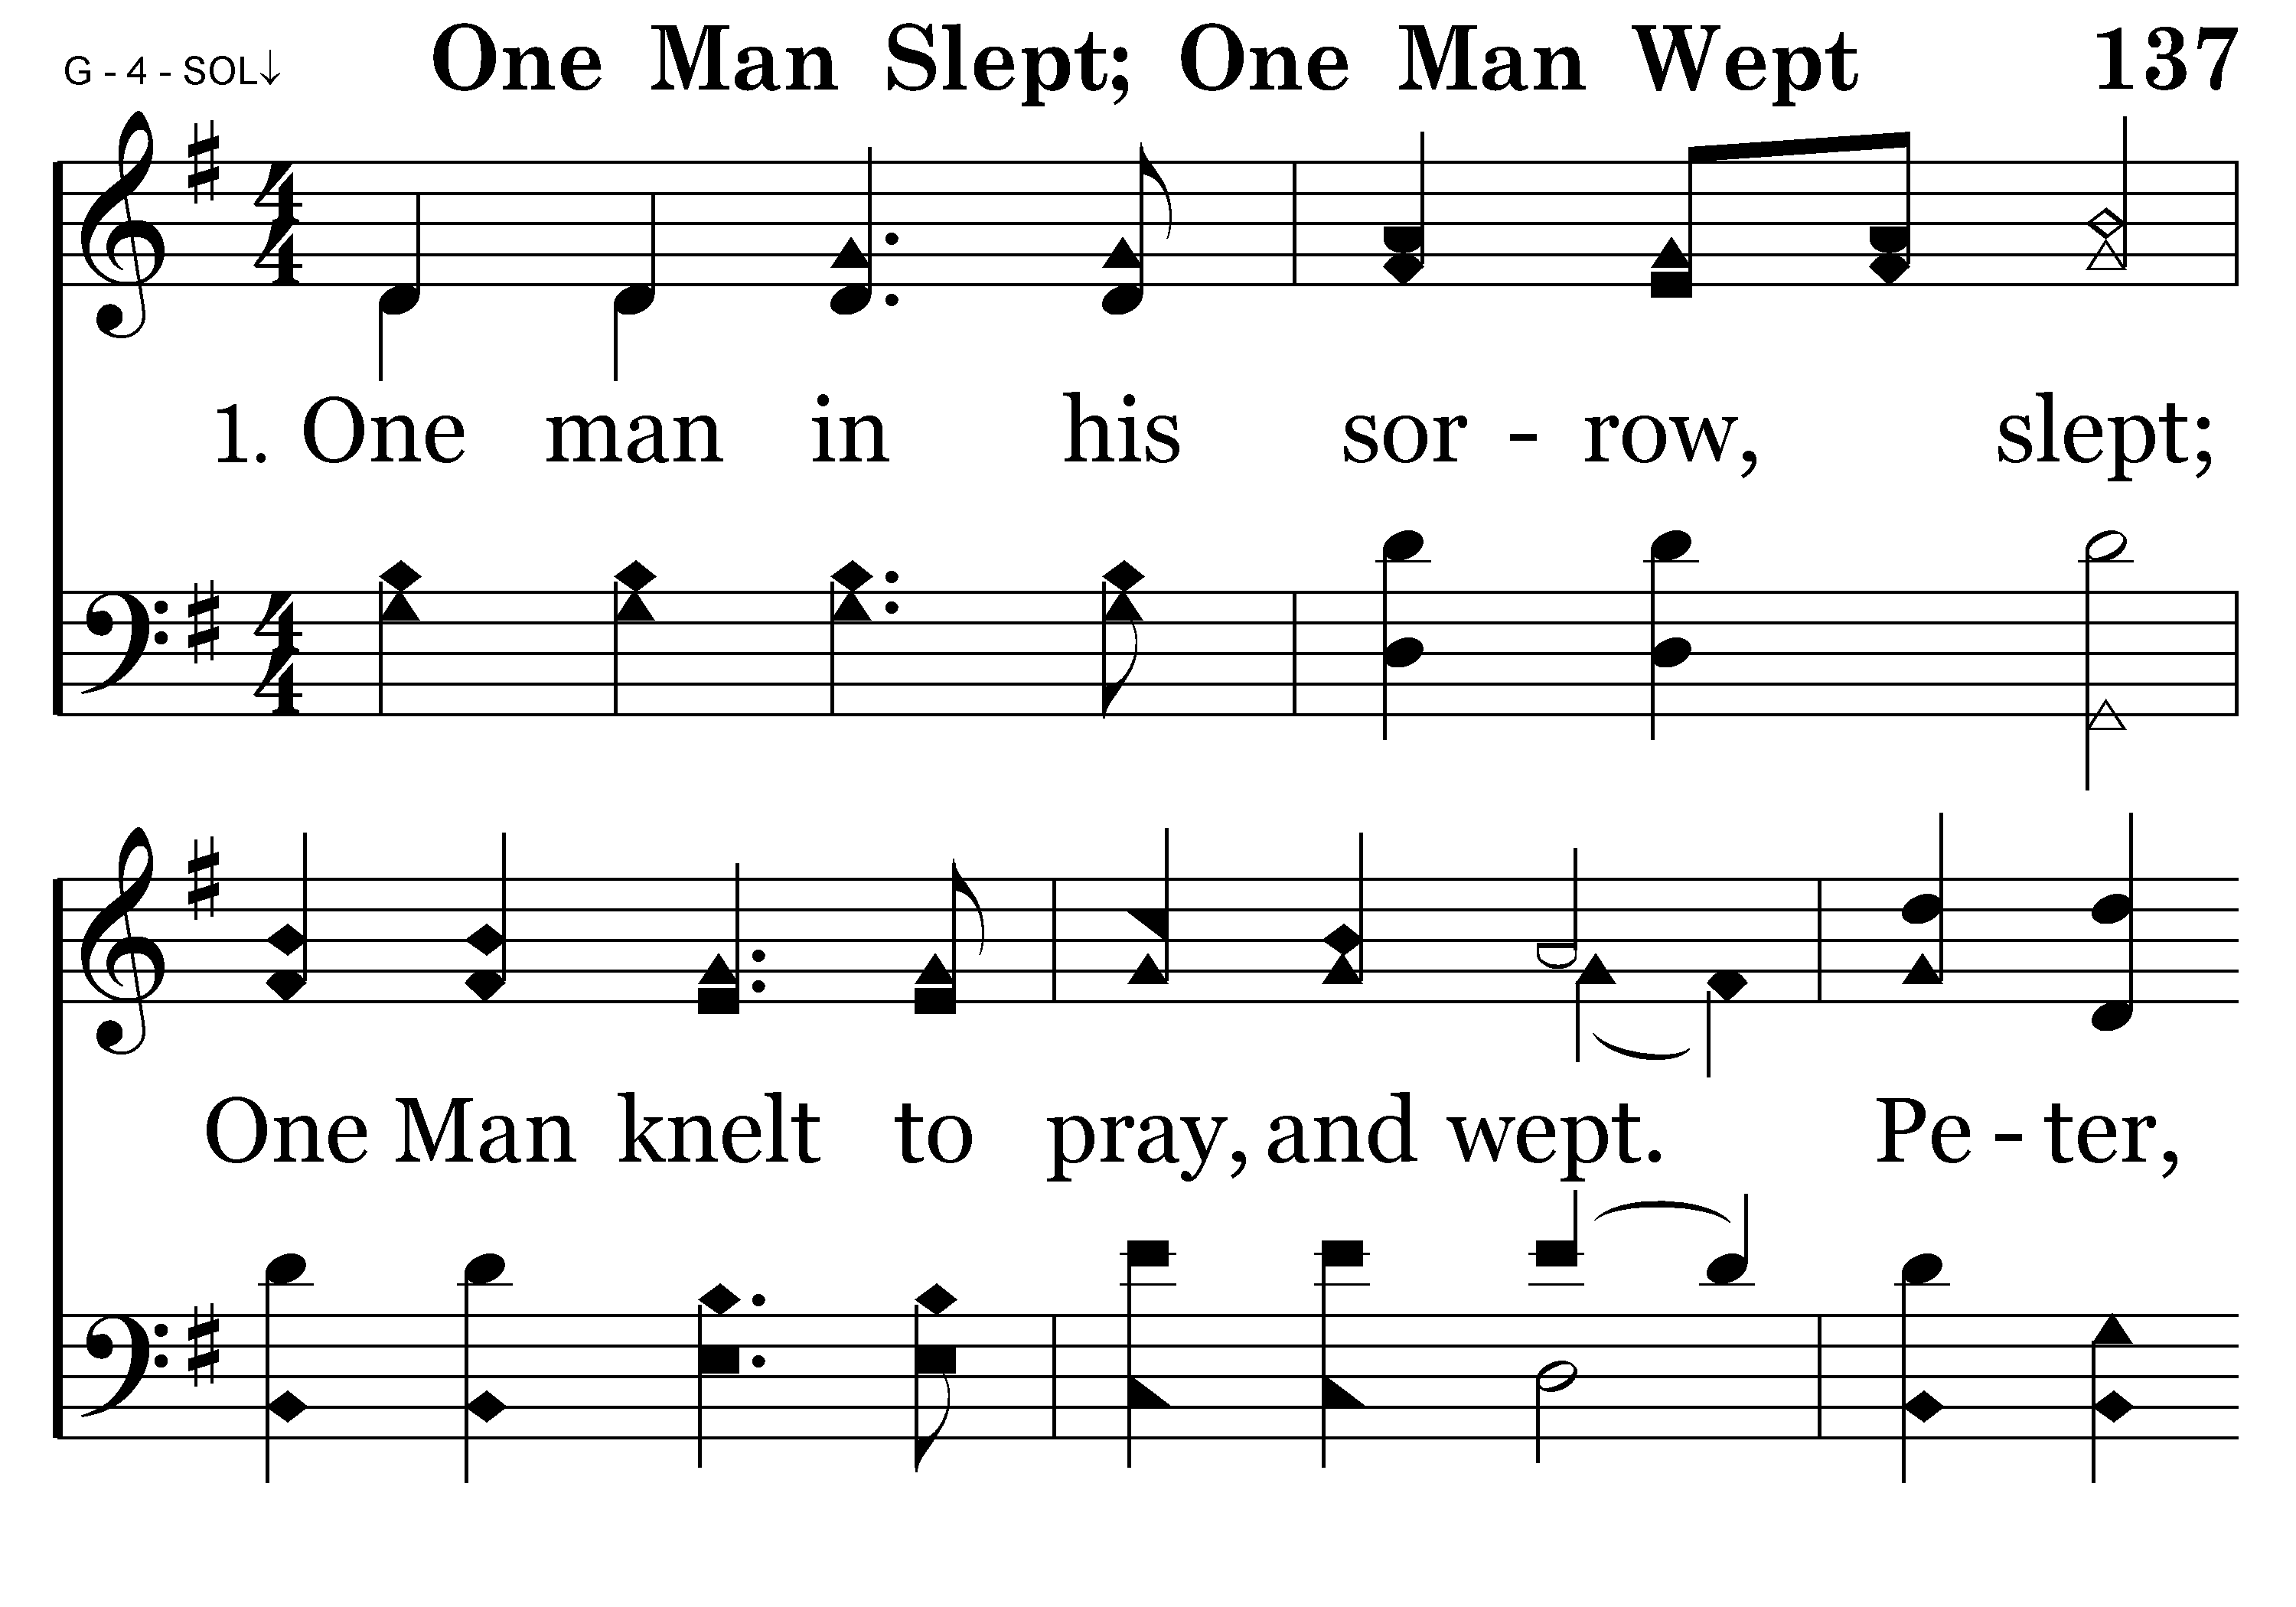 G - 4 - SOL↓ One Man Slept; One Man Wept 137
1. One man in his sor - row, slept;
One Man knelt to pray, and wept. Pe - ter,